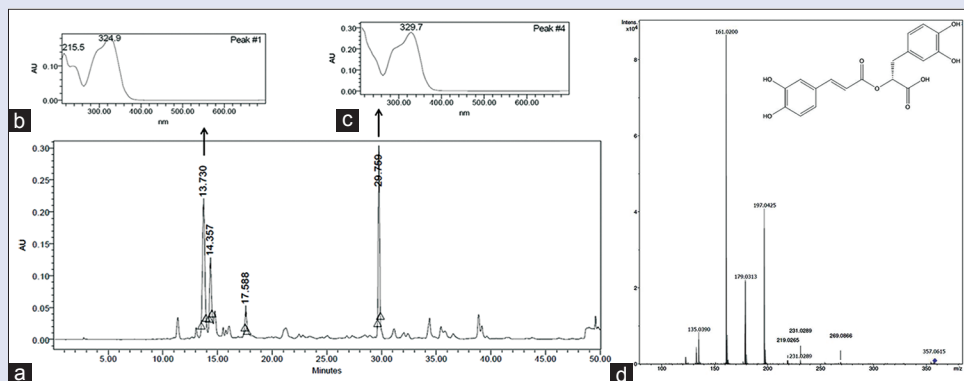 b
AU
0.10
0.00
215.5
324.9
Peak #1
300.00 400.00 500.00 600.00
nm
c
AU
0.30
0.20
0.10
0.00
329.7
Peak #4
300.00 400.00 500.00 600.00
nm
a
AU
0.30
0.25
0.20
0.15
0.10
0.05
0.00
13.730
14.357
17.588
29.759
5.00 10.00 15.00 20.00 25.00 30.00 35.00 40.00 45.00 50.00
Minutes
d
Intens.
x10⁴
8
6
4
2
0
161.0200
197.0425
179.0313
135.0390
231.0289
219.0265
+231.0280
269.0866
357.0615
100 150 200 250 300 350 m/z
HO
HO
O
O
OH
O
OH
OH